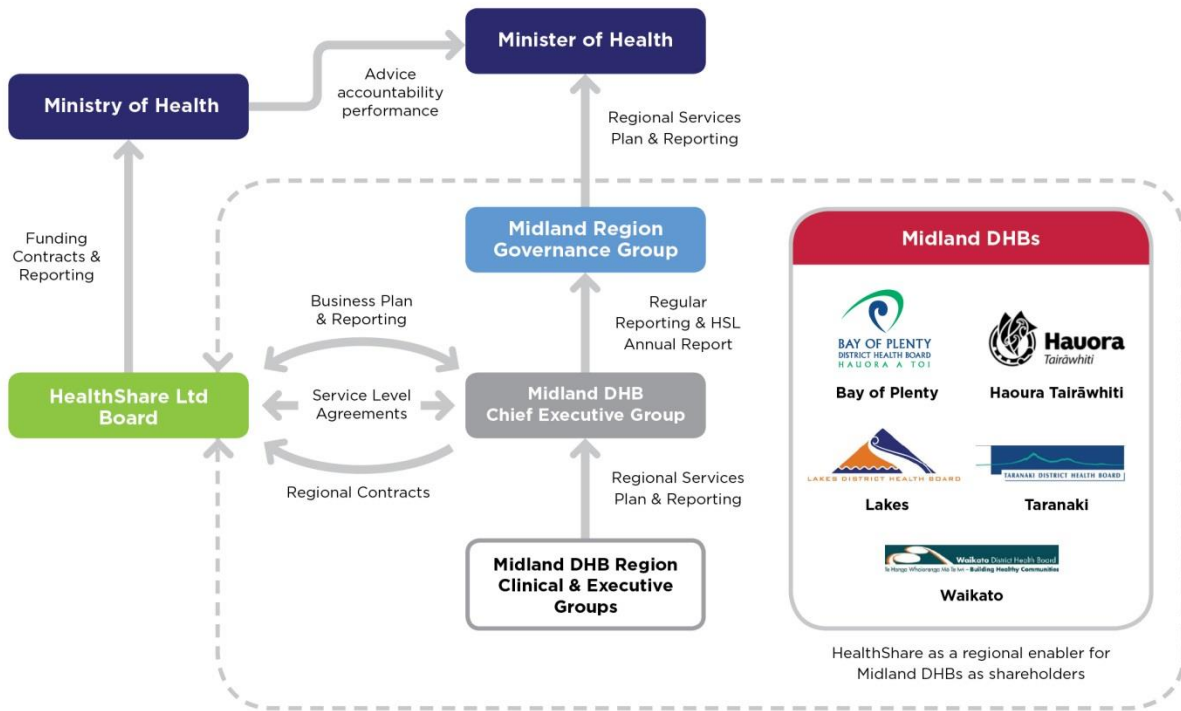 Minister of Health
Ministry of Health
Advice
accountability
performance
Regional Services
Plan & Reporting
Midland Region
Governance Group
Funding
Contracts &
Reporting
Business Plan
& Reporting
Regular
Reporting & HSL
Annual Report
HealthShare Ltd
Board
Service Level
Agreements
Midland DHB
Chief Executive Group
Regional Contracts
Regional Services
Plan & Reporting
Midland DHB Region
Clinical & Executive
Groups
Midland DHBs
BAY OF PLENTY
DISTRICT HEALTH BOARD
HAUORA A TOI
Bay of Plenty
Hauora
Tairāwhiti
Haoura Tairāwhiti
LAKES DISTRICT HEALTH BOARD
Lakes
TARANAKI DISTRICT HEALTH BOARD
Taranaki
Waikato District Health Board
Building Healthy Communities
Waikato
HealthShare as a regional enabler for
Midland DHBs as shareholders